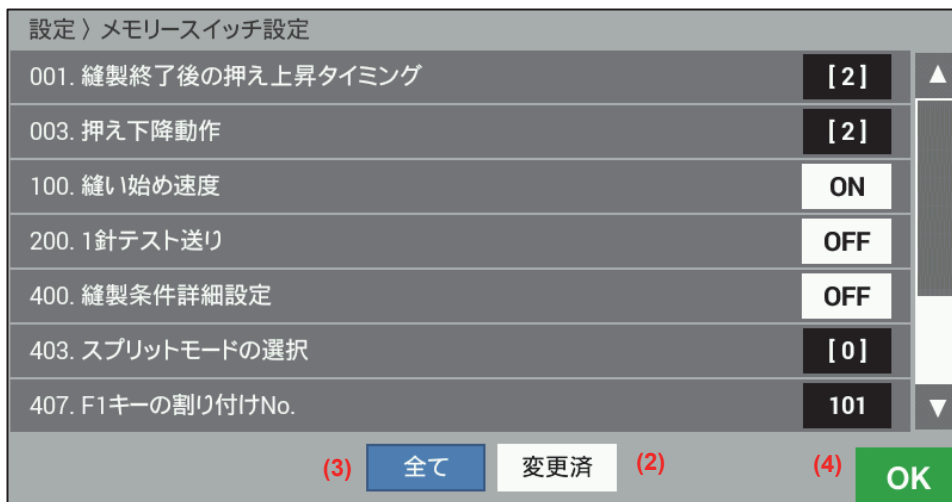 設定 〉メモリースイッチ設定
001. 縫製終了後の押え上昇タイミング [ 2 ]
003. 押え下降動作 [ 2 ]
100. 縫い始め速度 ON
200. 1針テスト送り OFF
400. 縫製条件詳細設定 OFF
403. スプリットモードの選択 [ 0 ]
407. F1キーの割り付けNo. 101
(3) 全て 変更済 (2) (4) OK